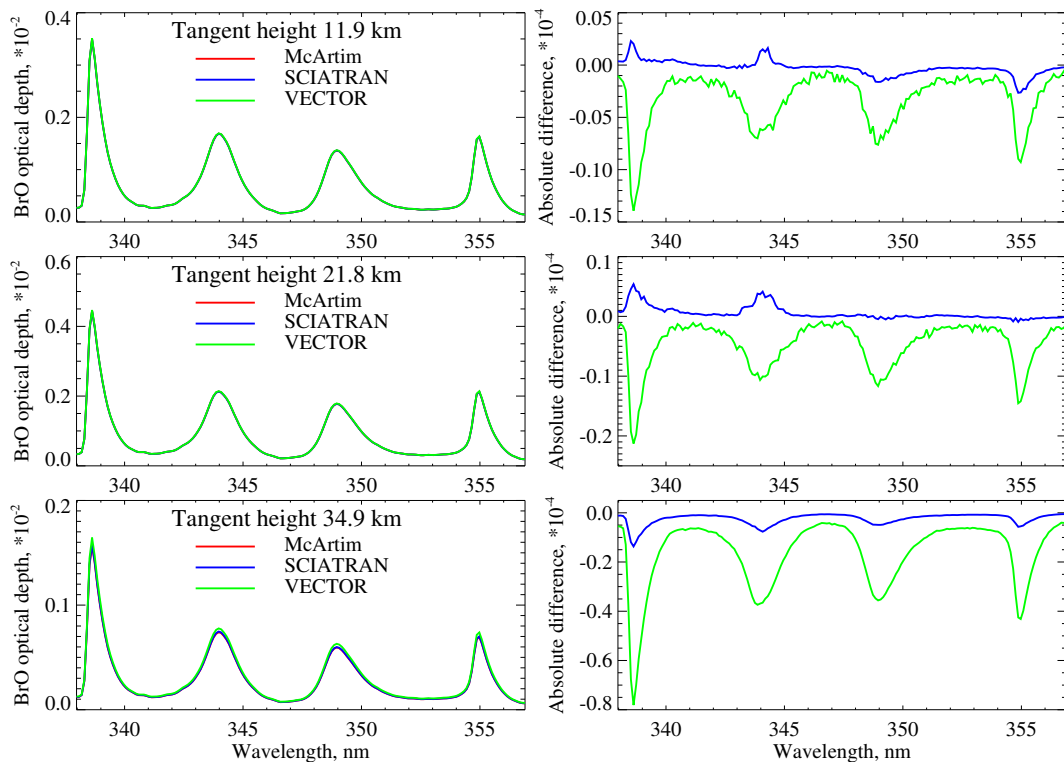 BrO optical depth, *10-2
0.4
0.2
0.0
Tangent height 11.9 km
McArtim
SCIATRAN
VECTOR
340 345 350 355
Absolute difference, *10-4
0.05
0.00
-0.05
-0.10
-0.15
340 345 350 355
BrO optical depth, *10-2
0.6
0.4
0.2
0.0
Tangent height 21.8 km
McArtim
SCIATRAN
VECTOR
340 345 350 355
Absolute difference, *10-4
0.1
0.0
-0.1
-0.2
340 345 350 355
BrO optical depth, *10-2
0.2
0.1
0.0
Tangent height 34.9 km
McArtim
SCIATRAN
VECTOR
340 345 350 355
Wavelength, nm
Absolute difference, *10-4
0.0
-0.2
-0.4
-0.6
-0.8
340 345 350 355
Wavelength, nm